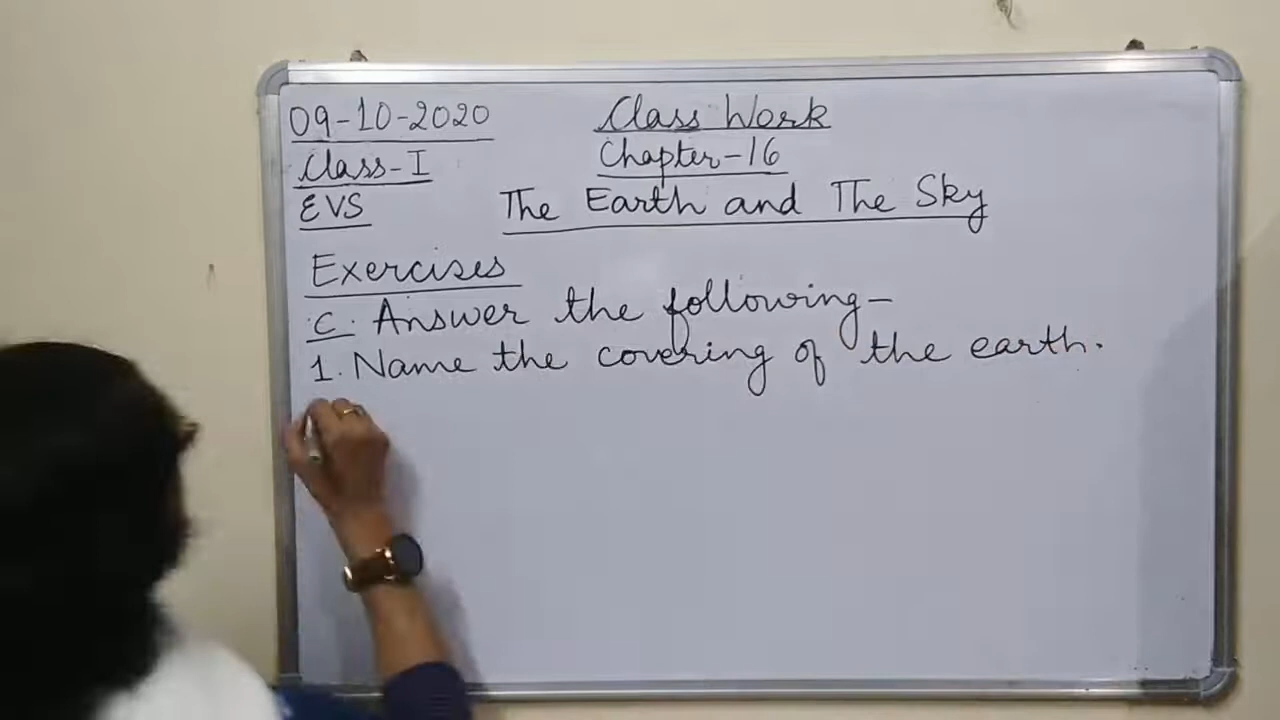 09-10-2020 Class Work
Class-I Chapter-16
EVS The Earth and The Sky
Exercises
C. Answer the following-
1. Name the covering of the earth.